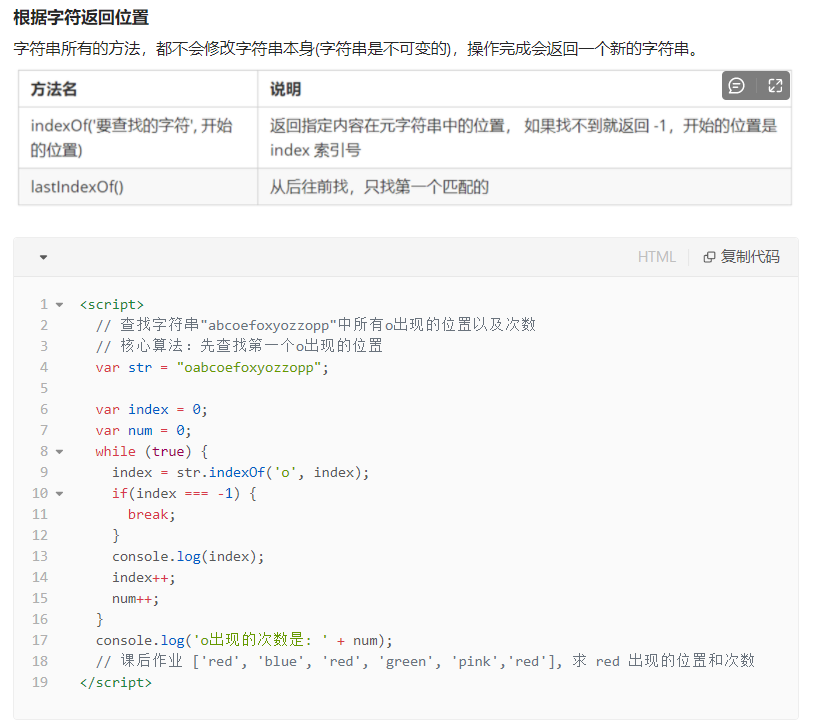 根据字符返回位置
字符串所有的方法，都不会修改字符串本身(字符串是不可变的)，操作完成会返回一个新的字符串。
方法名 说明
indexOf('要查找的字符', 开始的位置) 返回指定内容在元字符串中的位置， 如果找不到就返回 -1，开始的位置是 index 索引号
lastIndexOf() 从后往前找，只找第一个匹配的
HTML 复制代码
1 <script>
2 // 查找字符串"abcoefoxyozzopp"中所有o出现的位置以及次数
3 // 核心算法：先查找第一个o出现的位置
4 var str = "oabcoefoxyozzopp";
5
6 var index = 0;
7 var num = 0;
8 while (true) {
9 index = str.indexOf('o', index);
10 if(index === -1) {
11 break;
12 }
13 console.log(index);
14 index++;
15 num++;
16 }
17 console.log('o出现的次数是: ' + num);
18 // 课后作业 ['red', 'blue', 'red', 'green', 'pink','red'], 求 red 出现的位置和次数
19 </script>